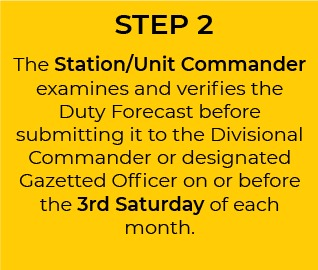 STEP 2
The Station/Unit Commander
examines and verifies the
Duty Forecast before
submitting it to the Divisional
Commander or designated
Gazetted Officer on or before
the 3rd Saturday of each
month.